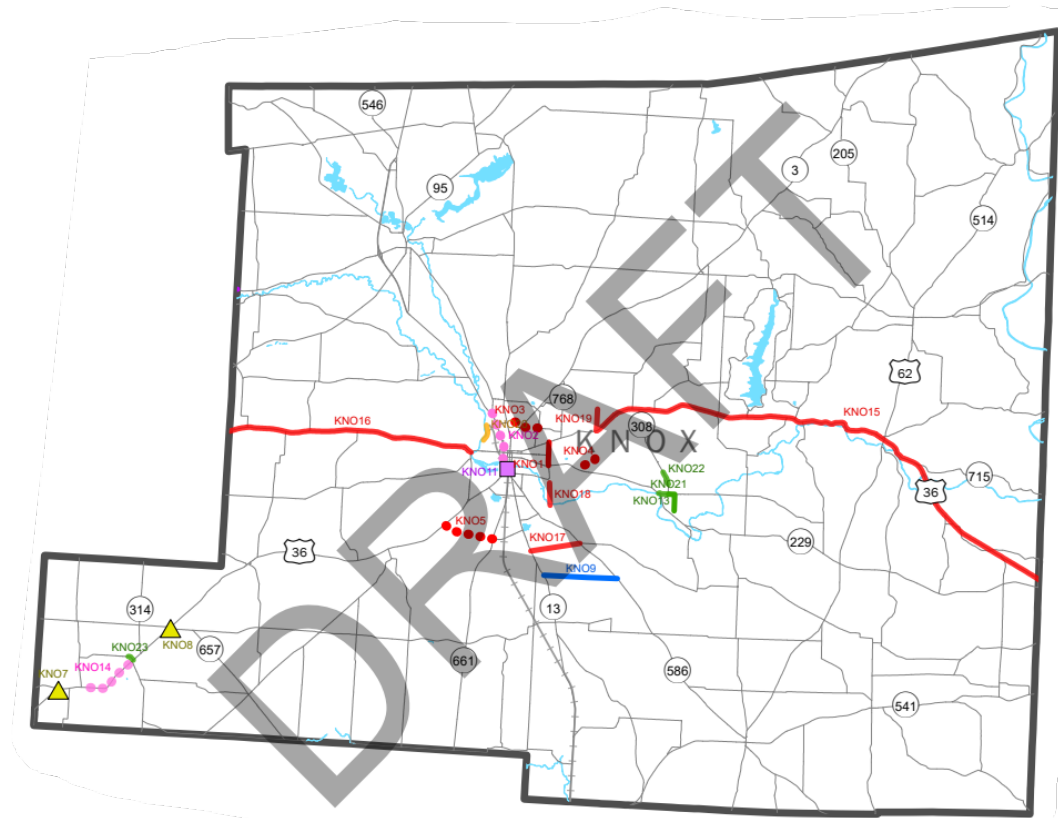 546
205
3
95
514
62
768
KNO3
KNO19
KNO15
KNO16
308
KNO2
KNOX
KNO1
KNO4
KNO11
KNO22
KNO21
715
36
KNO18
KNO13
KNO5
KNO17
229
36
KNO9
13
314
KNO8
657
KNO23
661
KNO14
586
KNO7
541
DRAFT